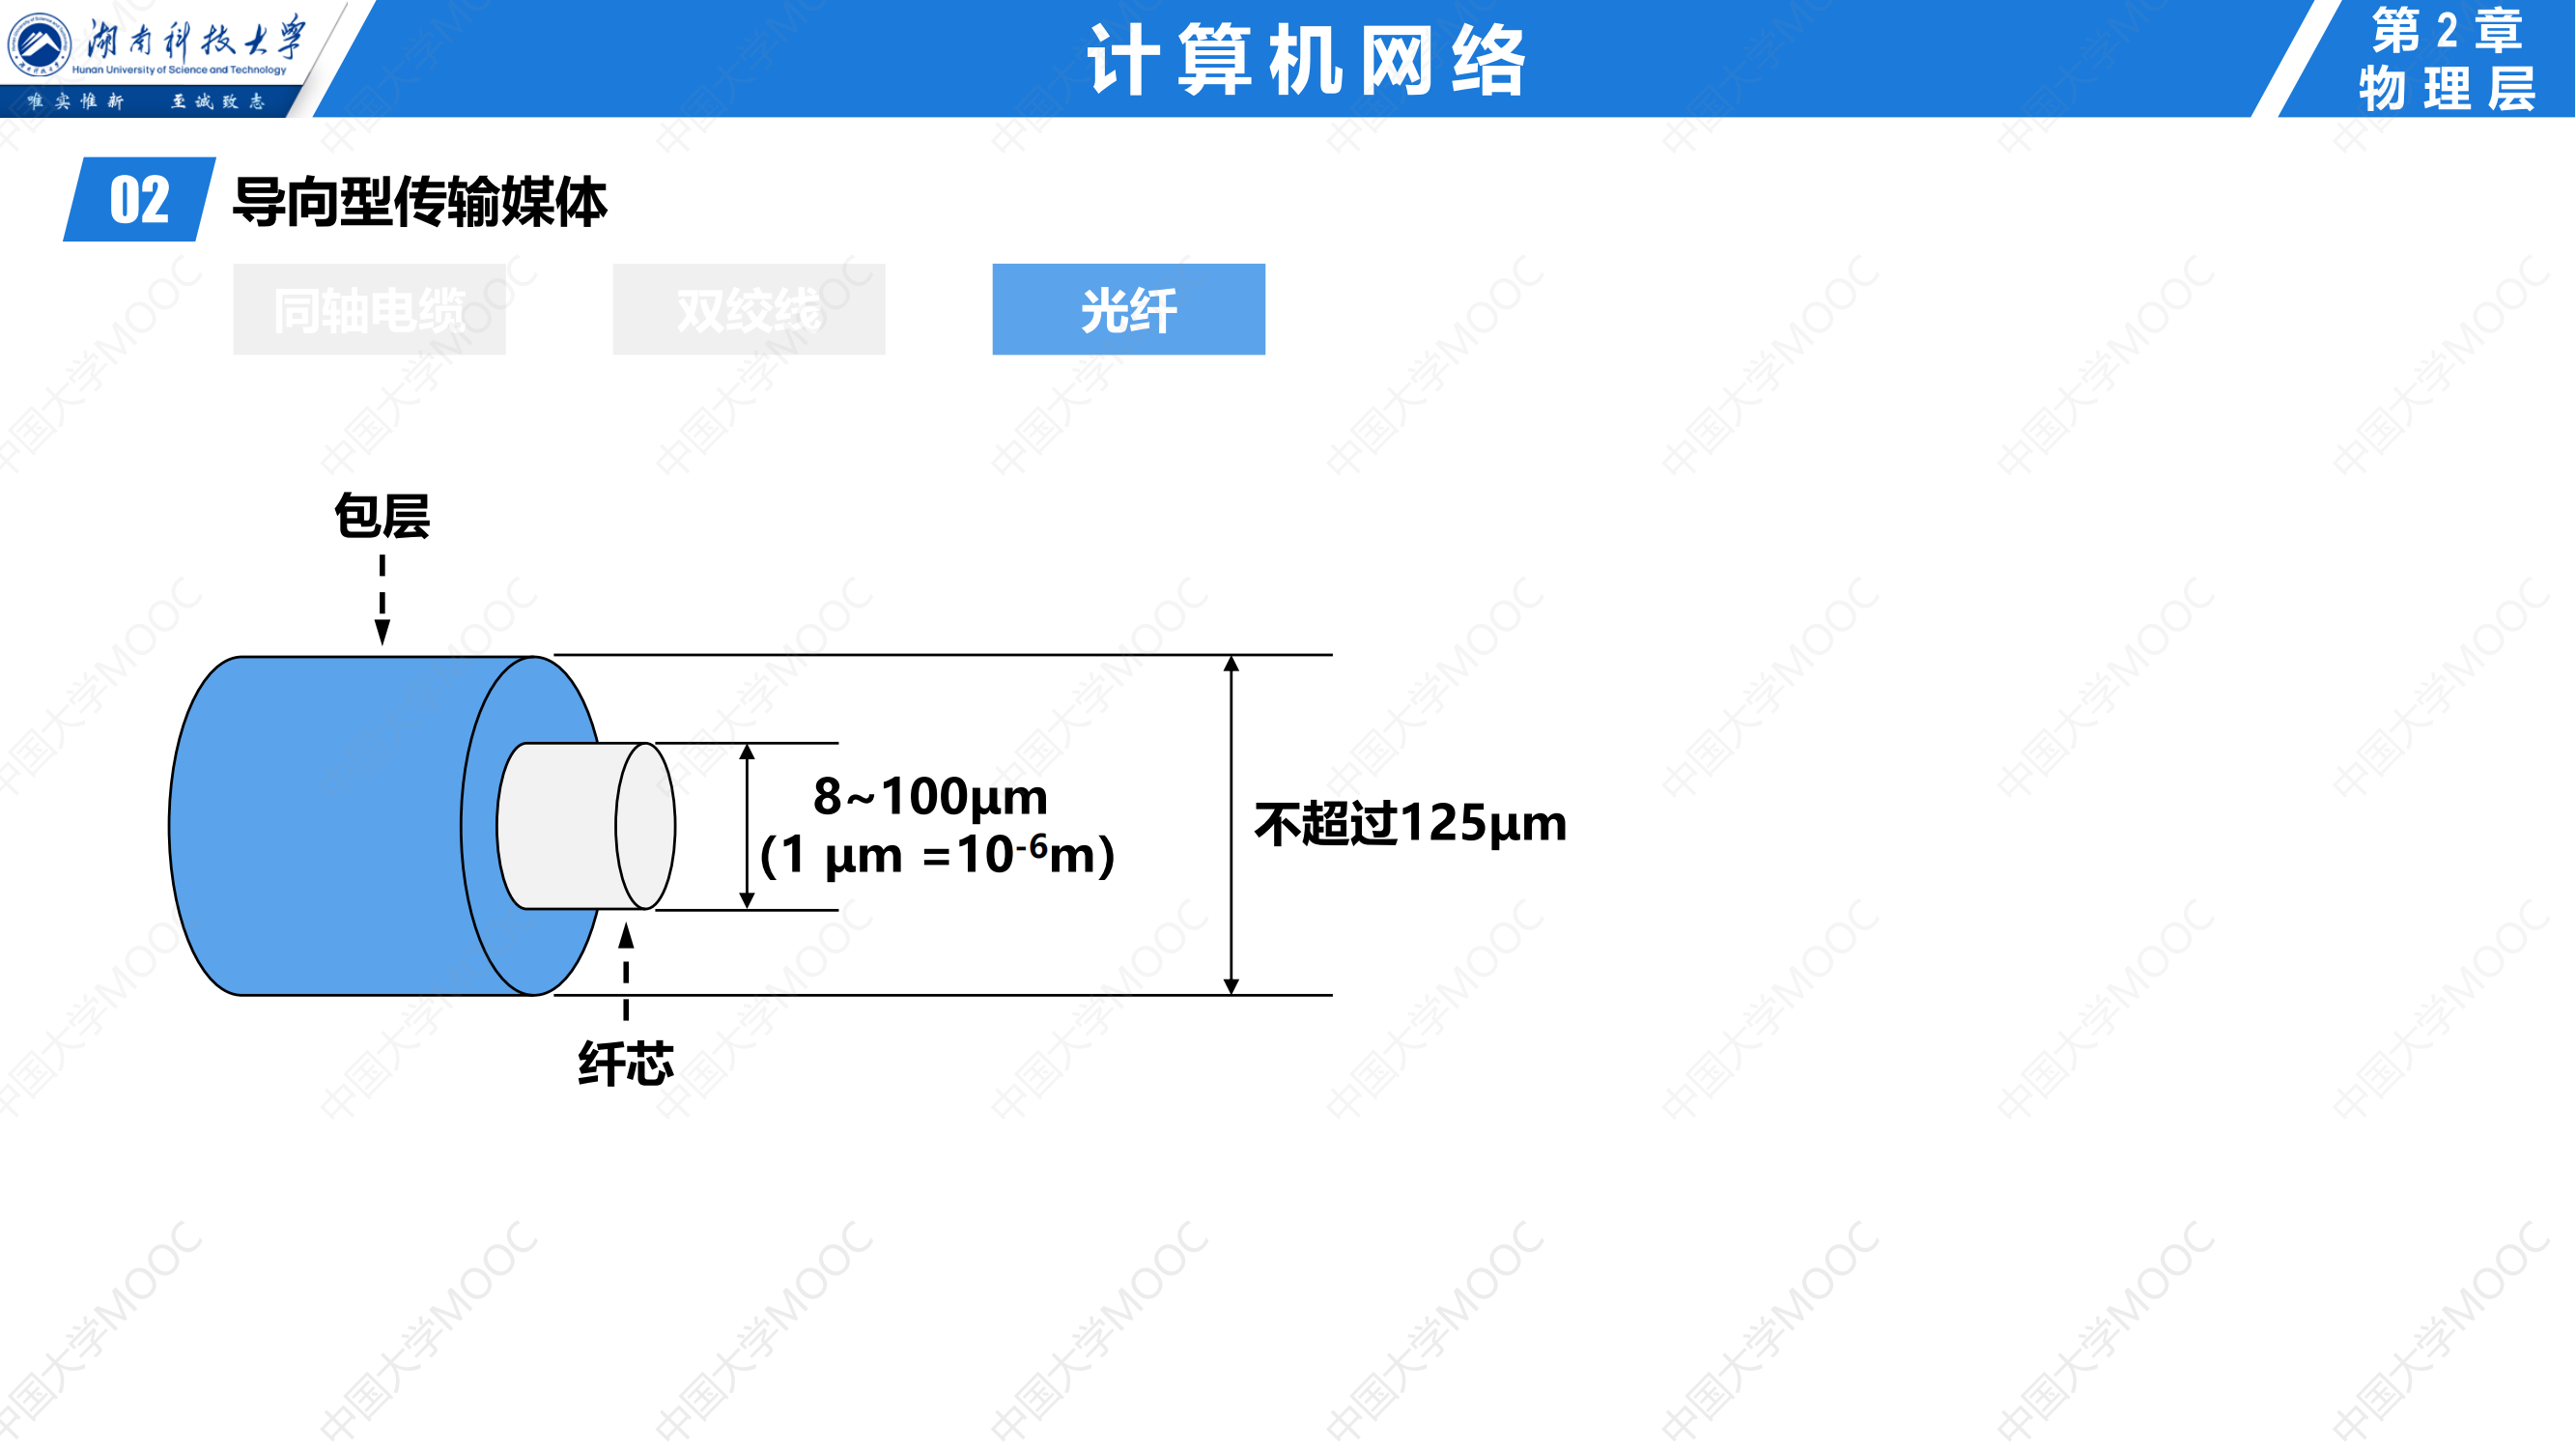 湖南科技大学
Hunan University of Science and Technology
唯实惟新 至诚致志
计算机网络
第2章
物理层
02 导向型传输媒体
同轴电缆 双绞线 光纤
包层
8~100μm
(1 μm =10⁻⁶m)
不超过125μm
纤芯
中国大学MOOC